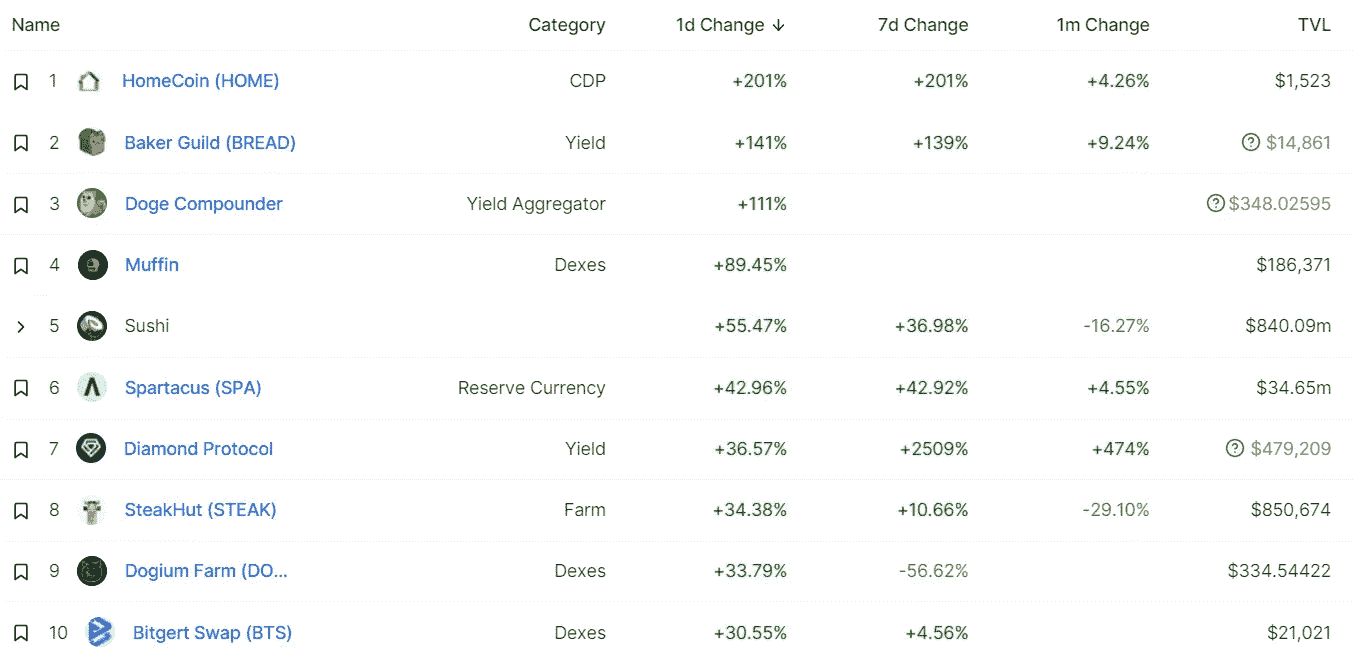 Name Category 1d Change ↓ 7d Change 1m Change TVL
1 HomeCoin (HOME) CDP +201% +201% +4.26% $1,523
2 Baker Guild (BREAD) Yield +141% +139% +9.24% ? $14,861
3 Doge Compounder Yield Aggregator +111% ? $348.02595
4 Muffin Dexes +89.45% $186,371
5 Sushi +55.47% +36.98% -16.27% $840.09m
6 Spartacus (SPA) Reserve Currency +42.96% +42.92% +4.55% $34.65m
7 Diamond Protocol Yield +36.57% +2509% +474% ? $479,209
8 SteakHut (STEAK) Farm +34.38% +10.66% -29.10% $850,674
9 Dogium Farm (DO... Dexes +33.79% -56.62% $334.54422
10 Bitgert Swap (BTS) Dexes +30.55% +4.56% $21,021